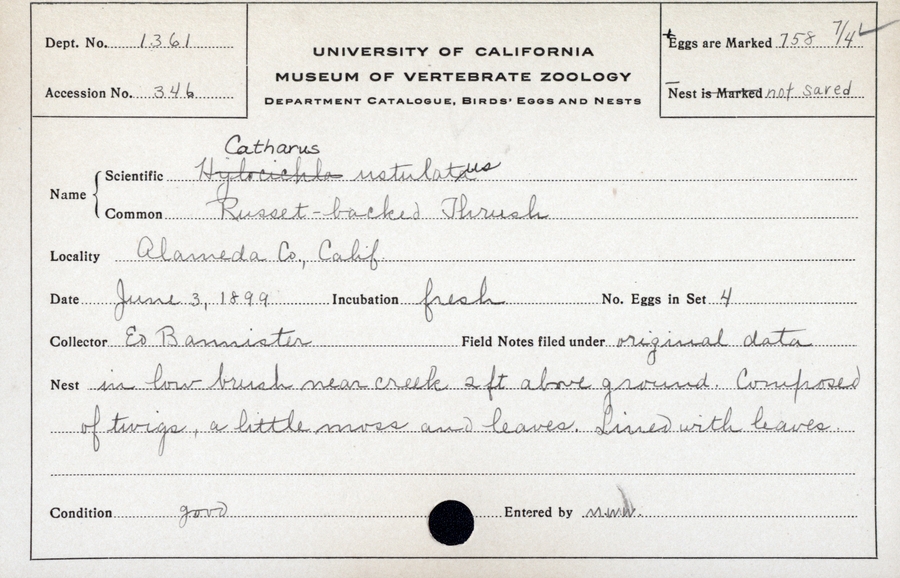 Dept. No. 1361
Accession No. 346
UNIVERSITY OF CALIFORNIA
MUSEUM OF VERTEBRATE ZOOLOGY
DEPARTMENT CATALOGUE, BIRDS' EGGS AND NESTS
Eggs are Marked 758 7/4
Nest is Marked not saved
Catharus
Name Scientific Hylocichla ustulatus
Common Russet-backed Thrush
Locality Alameda Co., Calif.
Date June 3, 1899 Incubation fresh No. Eggs in Set 4
Collector Ed Bannister Field Notes filed under original data
Nest in low brush near creek 2 ft above ground. Composed
of twigs, a little moss and leaves. Lined with leaves.
Condition good Entered by